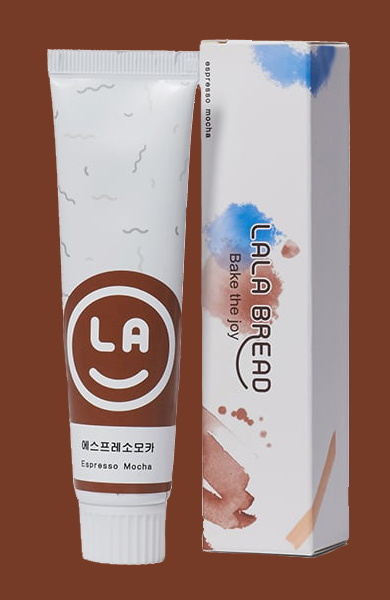 LA
에스프레소모카
Espresso Mocha
espresso mocha
LALA BREAD
Bake the joy